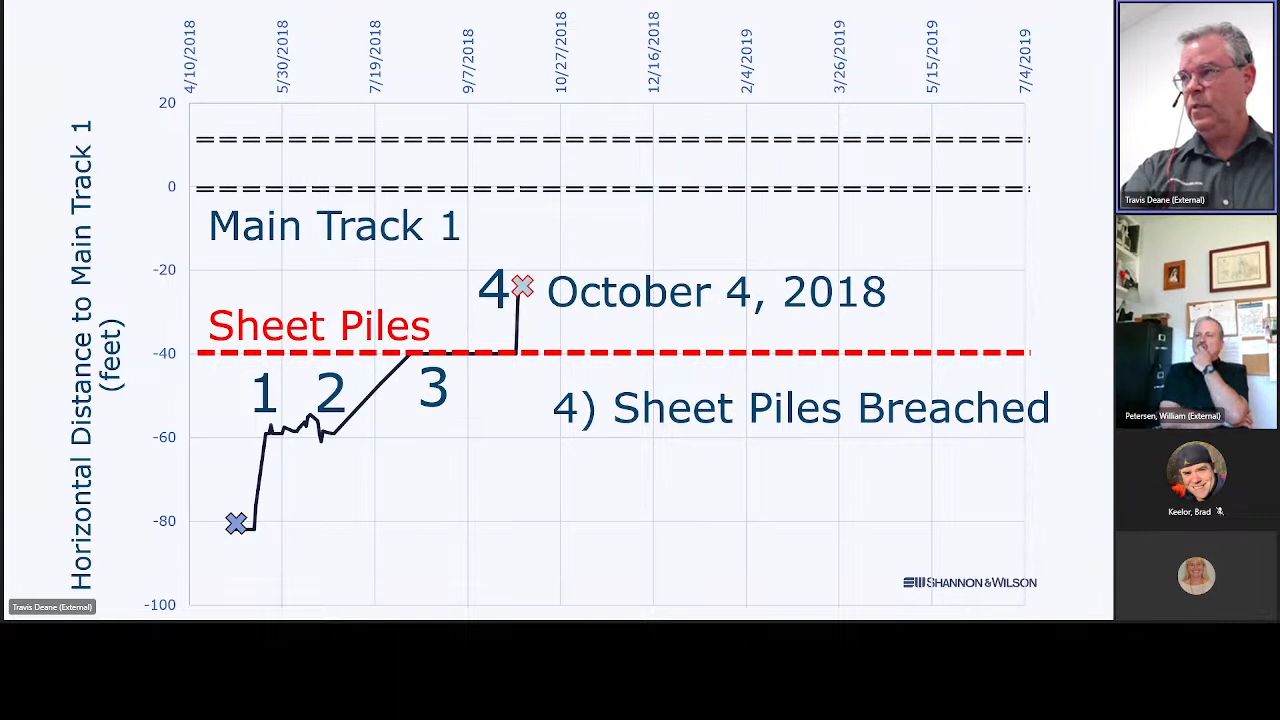 4/10/2018
5/30/2018
7/19/2018
9/7/2018
10/27/2018
12/16/2018
2/4/2019
3/26/2019
5/15/2019
7/4/2019
Horizontal Distance to Main Track 1
(feet)
20
0
-20
-40
-60
-80
-100
Main Track 1
4
October 4, 2018
Sheet Piles
1
2
3
4) Sheet Piles Breached
SHANNON & WILSON
Travis Deane (External)
Travis Deane (External)
Petersen, William (External)
Keelor, Brad